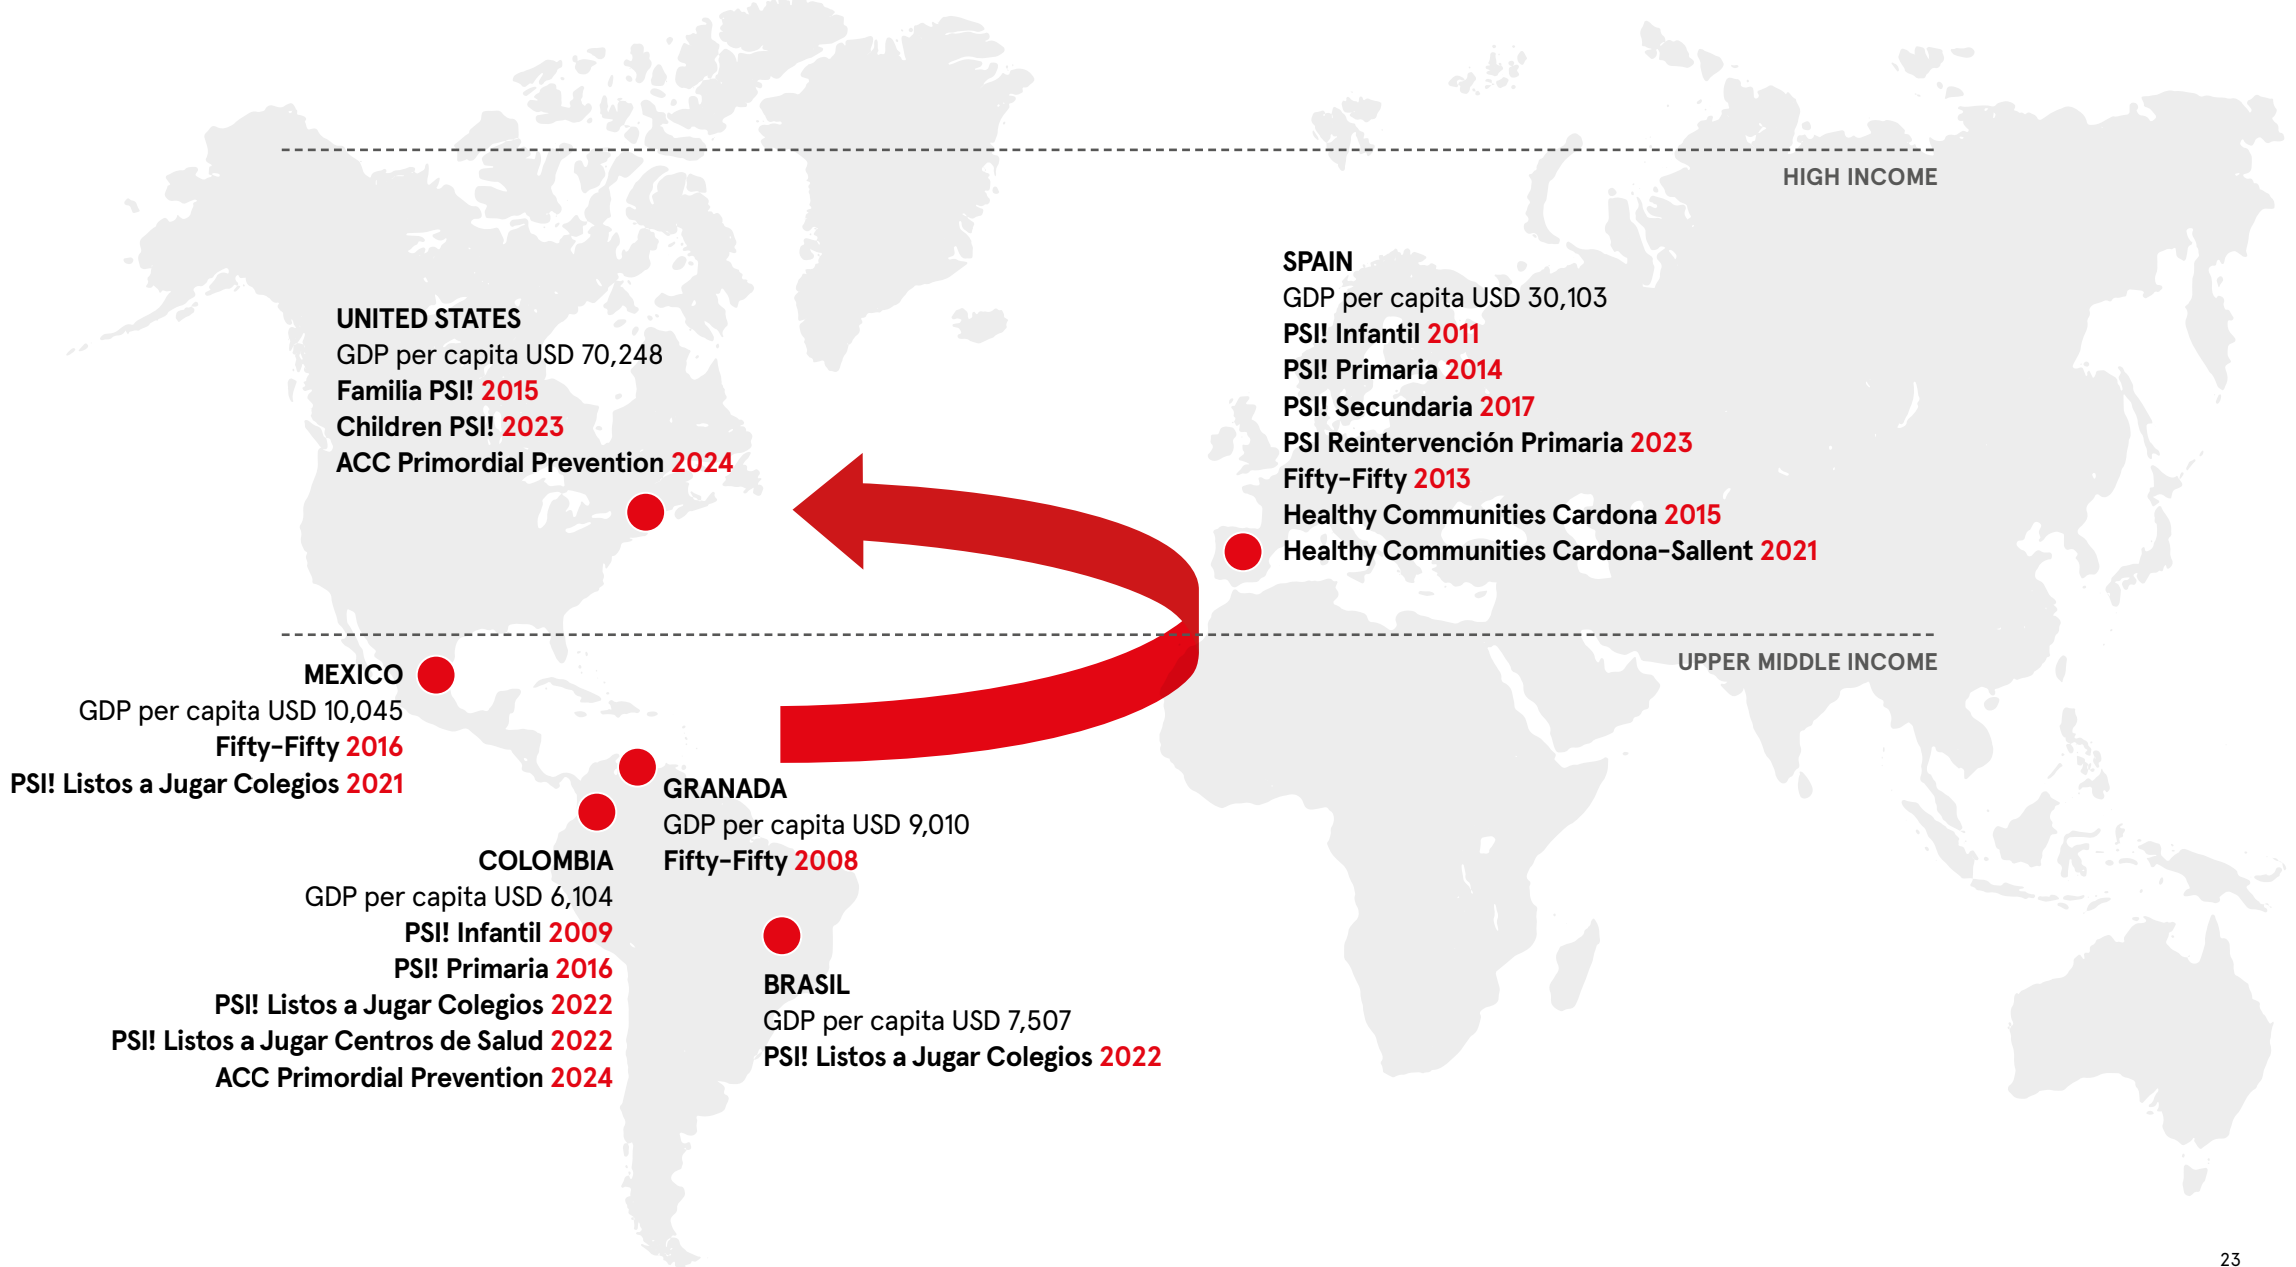 HIGH INCOME
UNITED STATES
GDP per capita USD 70,248
Familia PSI! 2015
Children PSI! 2023
ACC Primordial Prevention 2024
SPAIN
GDP per capita USD 30,103
PSI! Infantil 2011
PSI! Primaria 2014
PSI! Secundaria 2017
PSI Reintervención Primaria 2023
Fifty-Fifty 2013
Healthy Communities Cardona 2015
Healthy Communities Cardona-Sallent 2021
UPPER MIDDLE INCOME
MEXICO
GDP per capita USD 10,045
Fifty-Fifty 2016
PSI! Listos a Jugar Colegios 2021
GRANADA
GDP per capita USD 9,010
Fifty-Fifty 2008
COLOMBIA
GDP per capita USD 6,104
PSI! Infantil 2009
PSI! Primaria 2016
PSI! Listos a Jugar Colegios 2022
PSI! Listos a Jugar Centros de Salud 2022
ACC Primordial Prevention 2024
BRASIL
GDP per capita USD 7,507
PSI! Listos a Jugar Colegios 2022
23